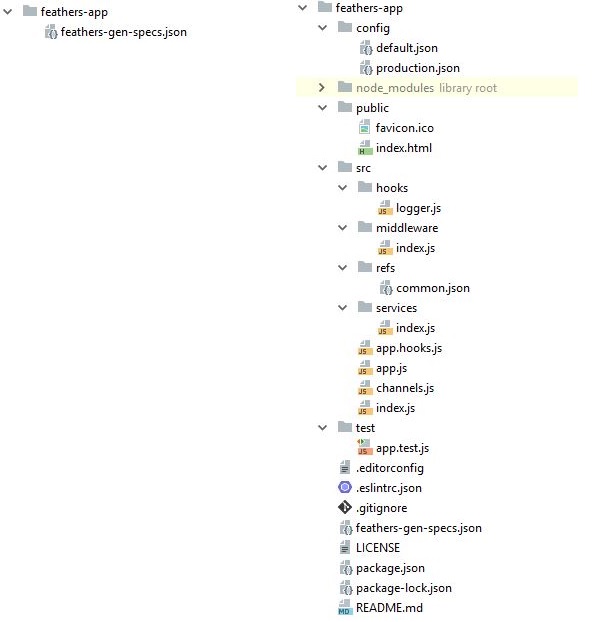 feathers-app
feathers-gen-specs.json
feathers-app
config
default.json
production.json
node_modules library root
public
favicon.ico
index.html
src
hooks
logger.js
middleware
index.js
refs
common.json
services
index.js
app.hooks.js
app.js
channels.js
index.js
test
app.test.js
.editorconfig
.eslintrc.json
.gitignore
feathers-gen-specs.json
LICENSE
package.json
package-lock.json
README.md